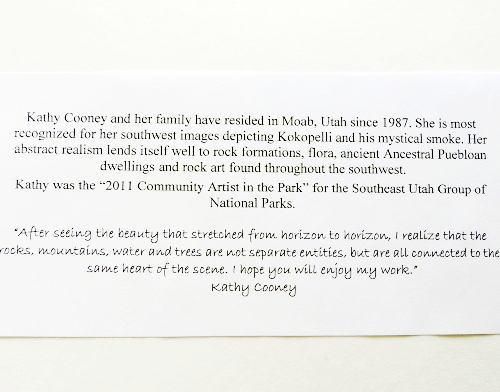 Kathy Cooney and her family have resided in Moab, Utah since 1987. She is most
recognized for her southwest images depicting Kokopelli and his mystical smoke. Her
abstract realism lends itself well to rock formations, flora, ancient Ancestral Puebloan
dwellings and rock art found throughout the southwest.
Kathy was the “2011 Community Artist in the Park” for the Southeast Utah Group of
National Parks.
“After seeing the beauty that stretched from horizon to horizon, I realize that the
rocks, mountains, water and trees are not separate entities, but are all connected to the
same heart of the scene. I hope you will enjoy my work.”
Kathy Cooney